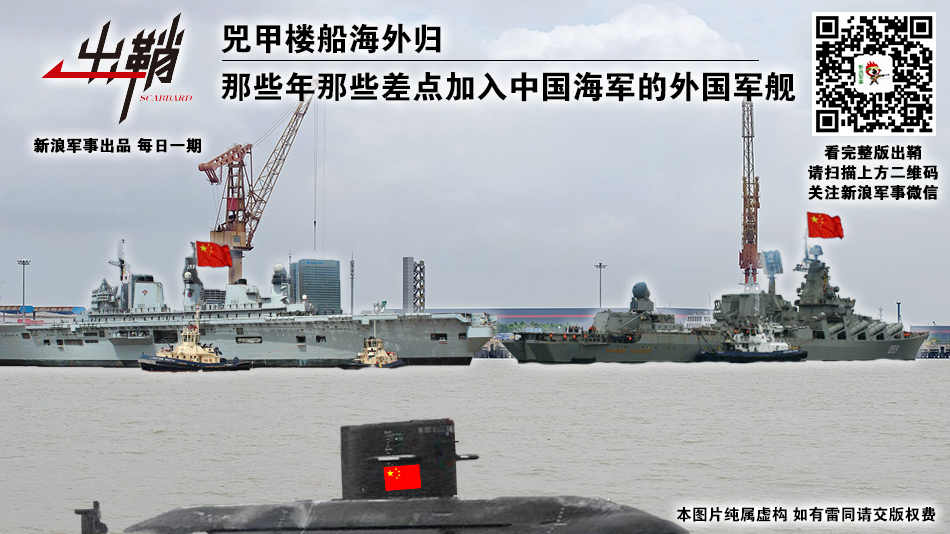 出鞘
SCABBARD
新浪军事出品 每日一期
兕甲楼船海外归
那些年那些差点加入中国海军的外国军舰
看完整版出鞘
请扫描上方二维码
关注新浪军事微信
本图片纯属虚构 如有雷同请交版权费